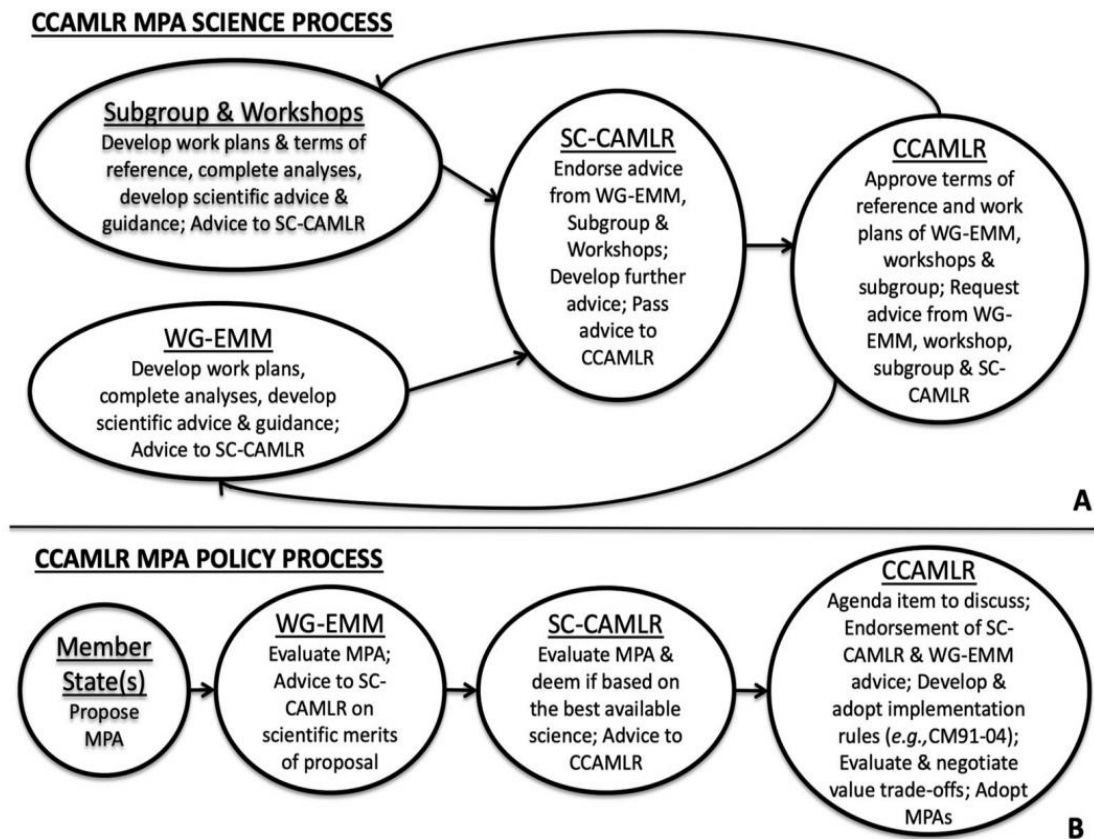 CCAMLR MPA SCIENCE PROCESS
Subgroup & Workshops
Develop work plans & terms of
reference, complete analyses,
develop scientific advice &
guidance; Advice to SC-CAMLR
WG-EMM
Develop work plans,
complete analyses, develop
scientific advice & guidance;
Advice to SC-CAMLR
SC-CAMLR
Endorse advice
from WG-EMM,
Subgroup &
Workshops;
Develop further
advice; Pass
advice to
CCAMLR
CCAMLR
Approve terms of
reference and work
plans of WG-EMM,
workshops &
subgroup; Request
advice from WG-
EMM, workshop,
subgroup & SC-
CAMLR
A
CCAMLR MPA POLICY PROCESS
Member
State(s)
Propose
MPA
WG-EMM
Evaluate MPA;
Advice to SC-
CAMLR on
scientific merits
of proposal
SC-CAMLR
Evaluate MPA &
deem if based on
the best available
science; Advice to
CCAMLR
CCAMLR
Agenda item to discuss;
Endorsement of SC-
CAMLR & WG-EMM
advice; Develop &
adopt implementation
rules (e.g.,CM91-04);
Evaluate & negotiate
value trade-offs; Adopt
MPAs
B